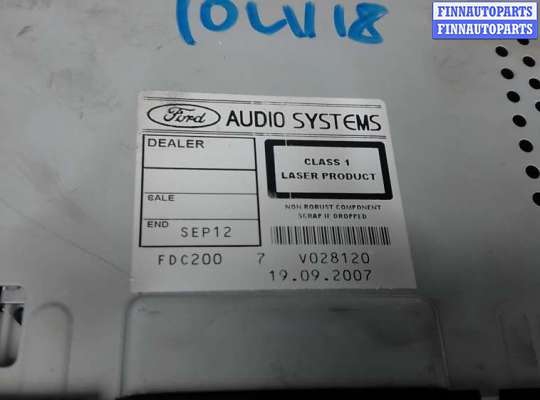 10LV18
FINNAUTOPARTS
FINNAUTOPARTS
Ford AUDIO SYSTEMS
DEALER
SALE
END SEP12
CLASS 1
LASER PRODUCT
NON ROBUST COMPONENT
SCRAP IF DROPPED
FDC200 7 V028120
19.09.2007